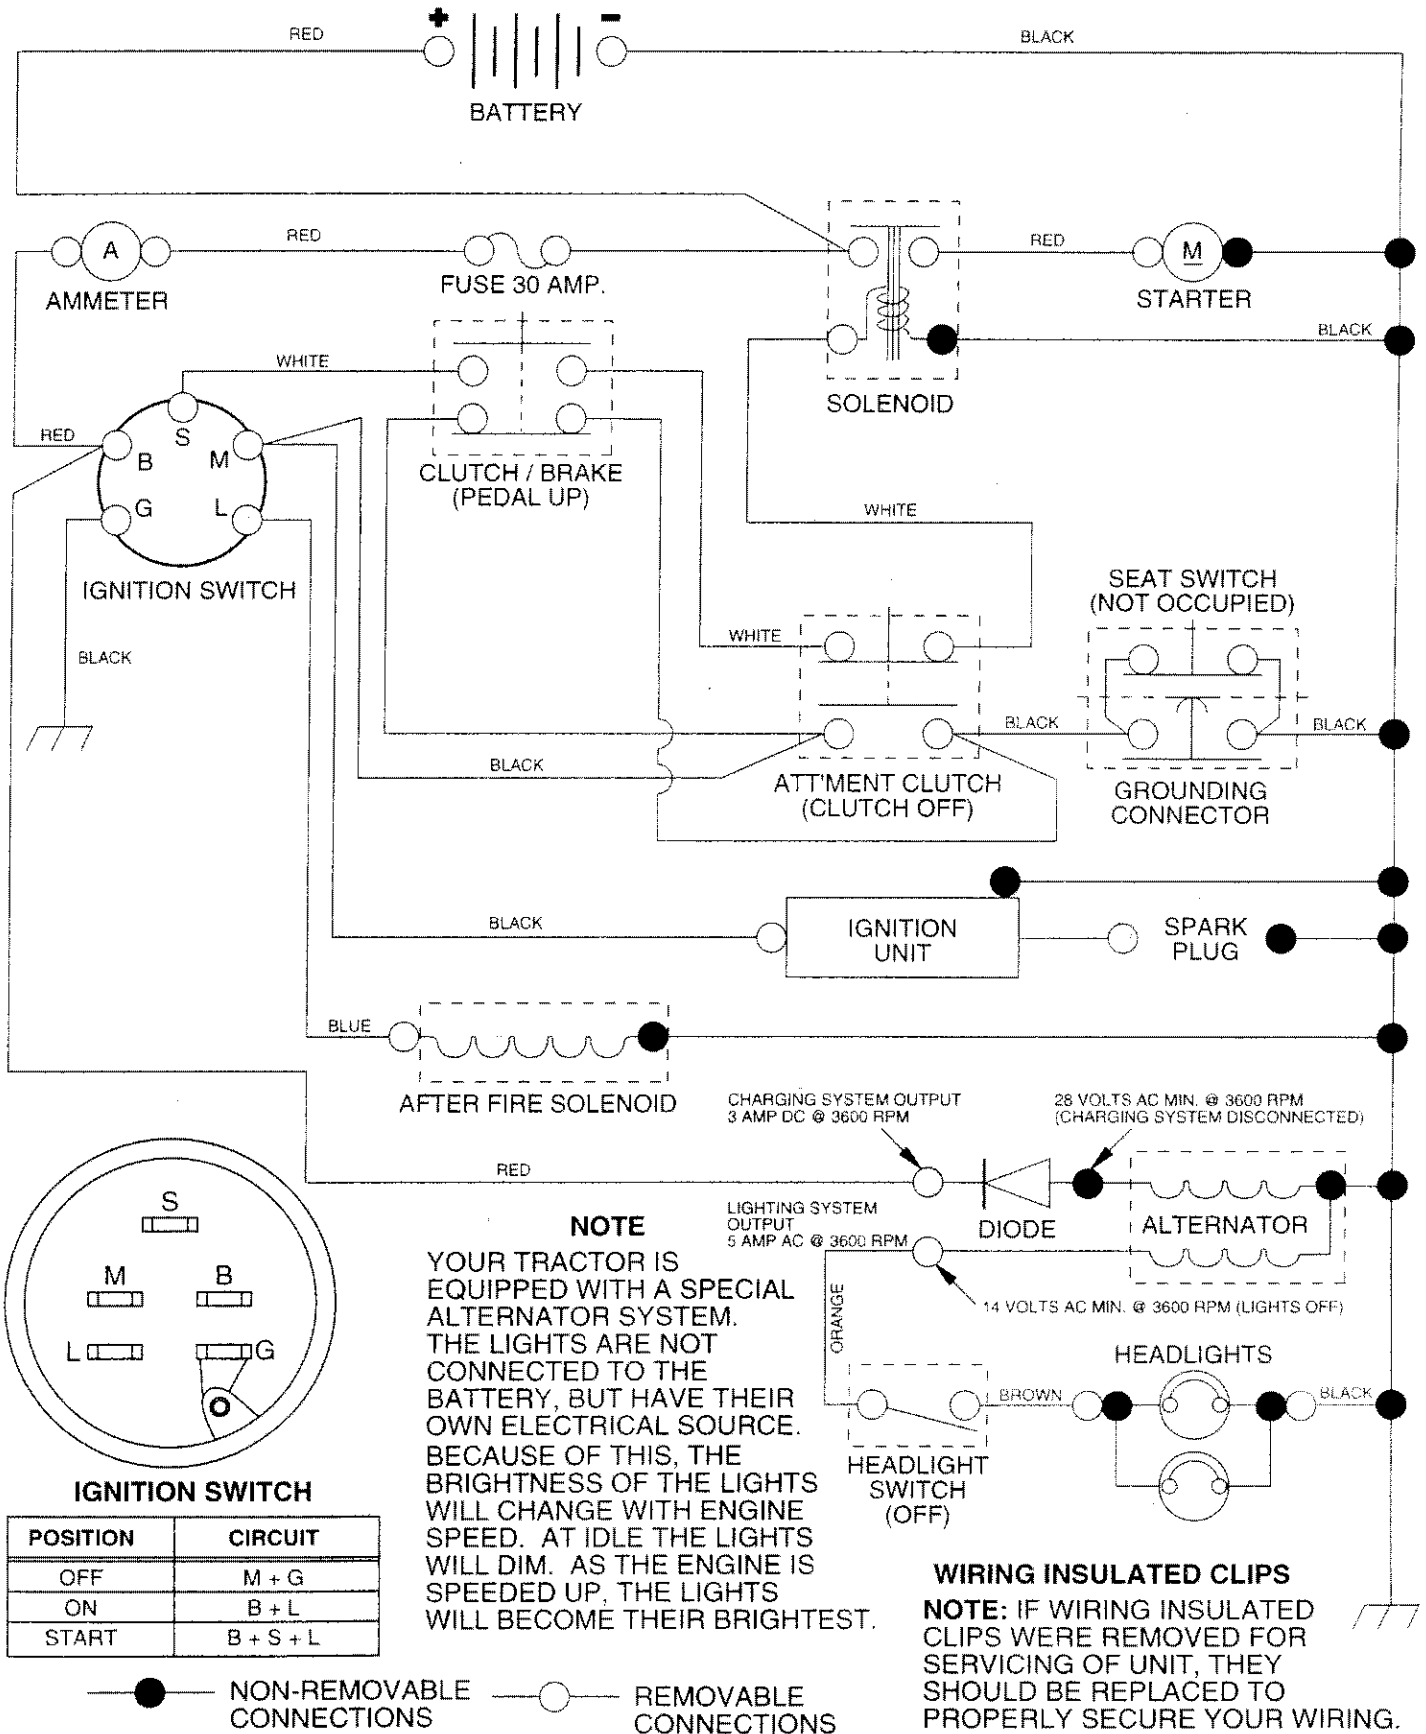 + -
RED
BLACK
BATTERY
RED
A
AMMETER
FUSE 30 AMP.
RED
M
STARTER
BLACK
SOLENOID
WHITE
CLUTCH / BRAKE
(PEDAL UP)
RED
S
B
M
G
L
IGNITION SWITCH
WHITE
BLACK
SEAT SWITCH
(NOT OCCUPIED)
WHITE
BLACK
BLACK
BLACK
ATT'MENT CLUTCH
(CLUTCH OFF)
GROUNDING
CONNECTOR
BLACK
IGNITION
UNIT
SPARK
PLUG
BLUE
AFTER FIRE SOLENOID
CHARGING SYSTEM OUTPUT
3 AMP DC @ 3600 RPM
28 VOLTS AC MIN. @ 3600 RPM
(CHARGING SYSTEM DISCONNECTED)
RED
DIODE
ALTERNATOR
LIGHTING SYSTEM
OUTPUT
5 AMP AC @ 3600 RPM
14 VOLTS AC MIN. @ 3600 RPM (LIGHTS OFF)
ORANGE
HEADLIGHTS
BROWN
BLACK
HEADLIGHT
SWITCH
(OFF)
S
M
B
L
G
IGNITION SWITCH
POSITION CIRCUIT
OFF M + G
ON B + L
START B + S + L
NOTE
YOUR TRACTOR IS
EQUIPPED WITH A SPECIAL
ALTERNATOR SYSTEM.
THE LIGHTS ARE NOT
CONNECTED TO THE
BATTERY, BUT HAVE THEIR
OWN ELECTRICAL SOURCE.
BECAUSE OF THIS, THE
BRIGHTNESS OF THE LIGHTS
WILL CHANGE WITH ENGINE
SPEED. AT IDLE THE LIGHTS
WILL DIM. AS THE ENGINE IS
SPEEDED UP, THE LIGHTS
WILL BECOME THEIR BRIGHTEST.
WIRING INSULATED CLIPS
NOTE: IF WIRING INSULATED
CLIPS WERE REMOVED FOR
SERVICING OF UNIT, THEY
SHOULD BE REPLACED TO
PROPERLY SECURE YOUR WIRING.
NON-REMOVABLE
CONNECTIONS
REMOVABLE
CONNECTIONS